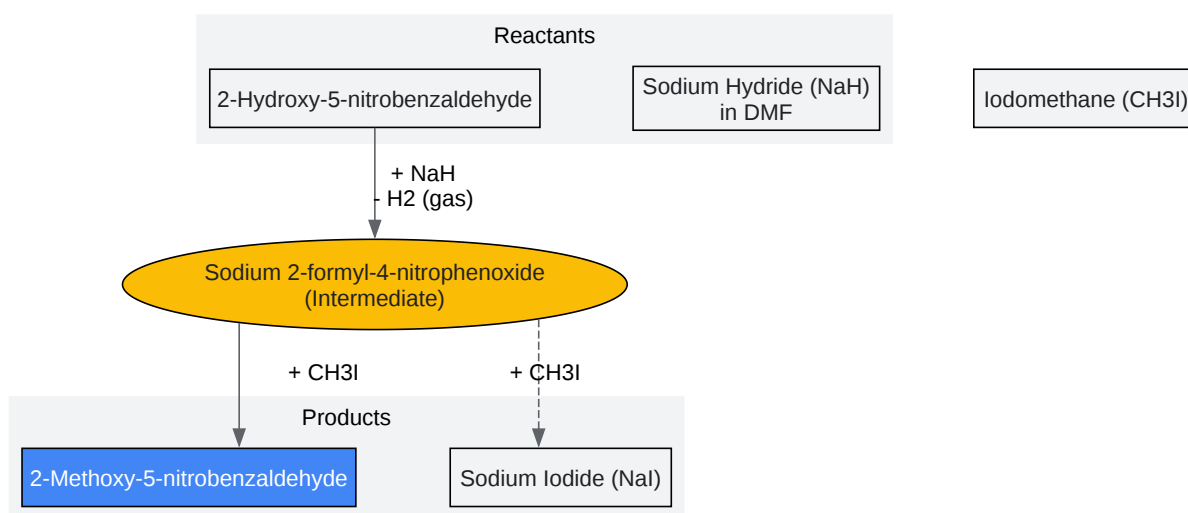 Reactants
2-Hydroxy-5-nitrobenzaldehyde
Sodium Hydride (NaH)
in DMF
Iodomethane (CH3I)
+ NaH
- H2 (gas)
Sodium 2-formyl-4-nitrophenoxide
(Intermediate)
+ CH3I
+ CH3I
Products
2-Methoxy-5-nitrobenzaldehyde
Sodium Iodide (NaI)